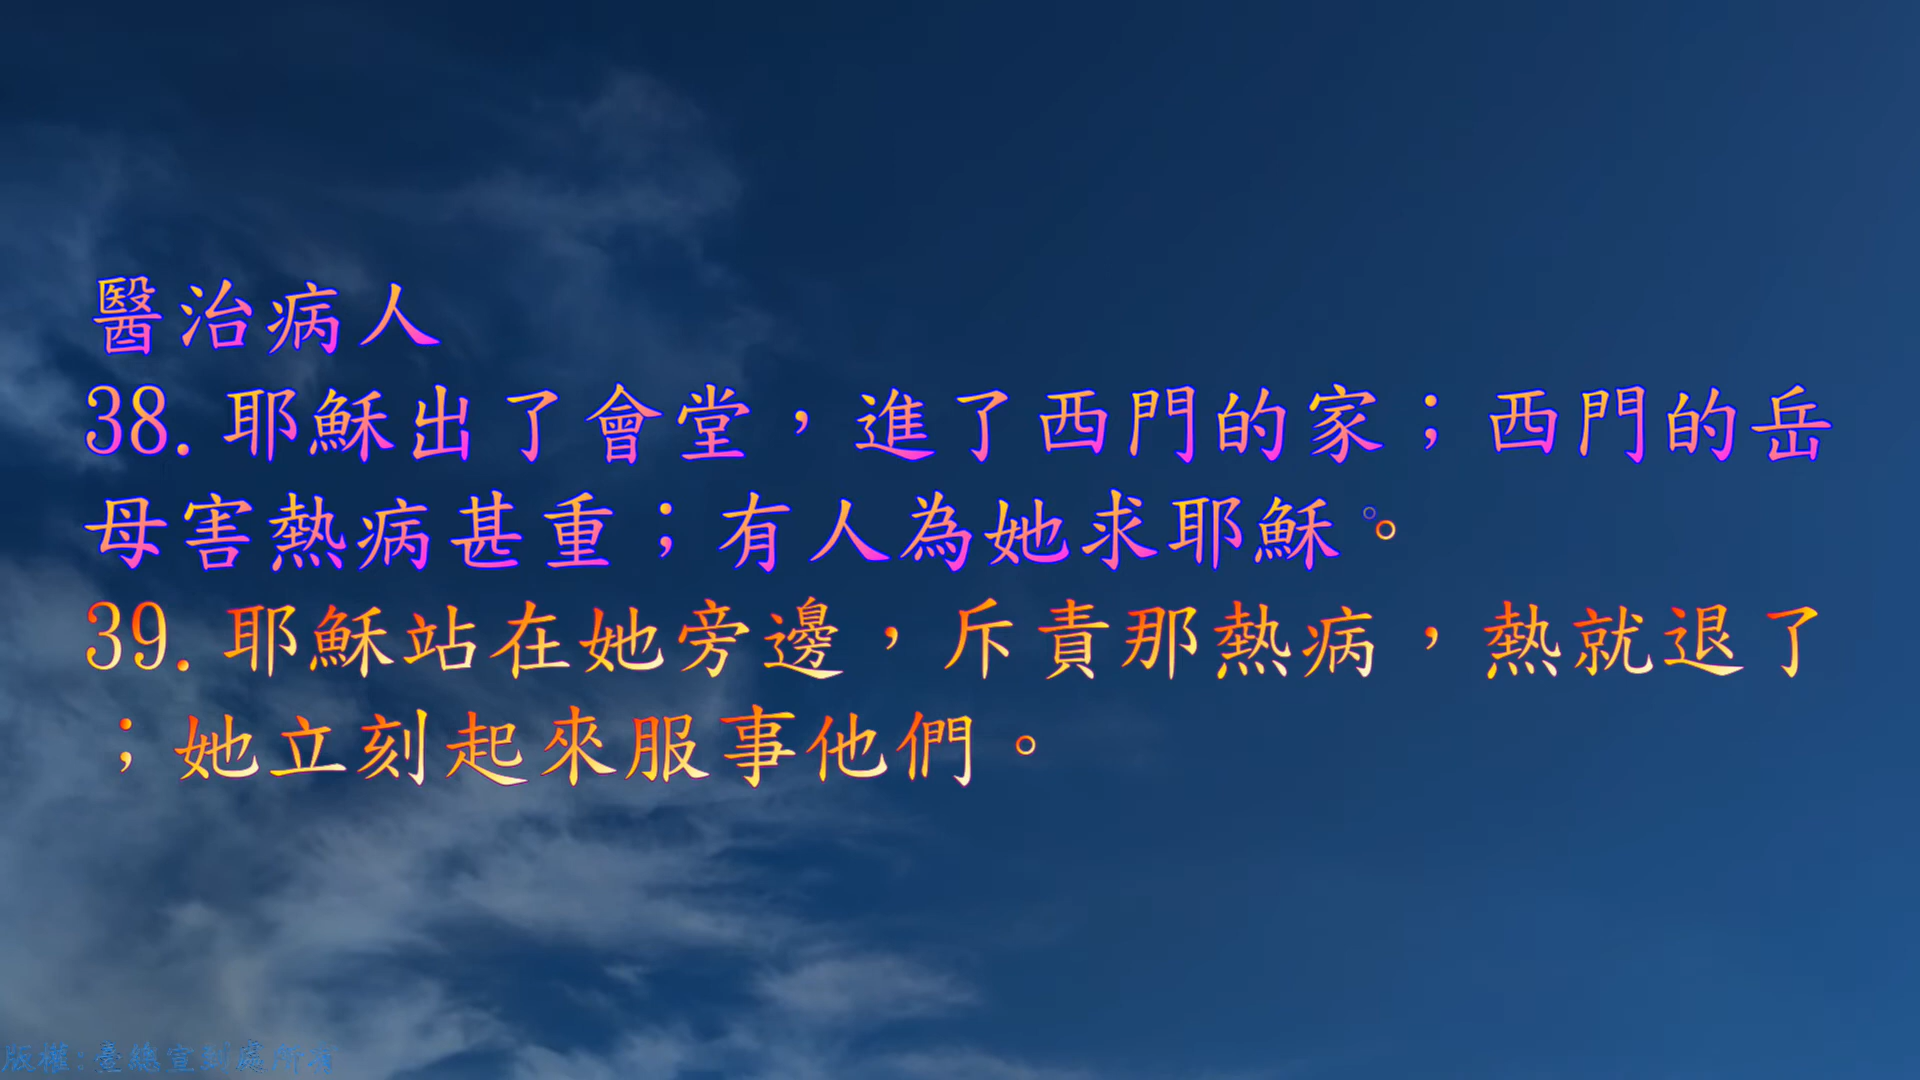 醫治病人
38.耶穌出了會堂，進了西門的家；西門的岳
母害熱病甚重；有人為她求耶穌。
39.耶穌站在她旁邊，斥責那熱病，熱就退了
；她立刻起來服事他們。
版權:臺總宣到處所有